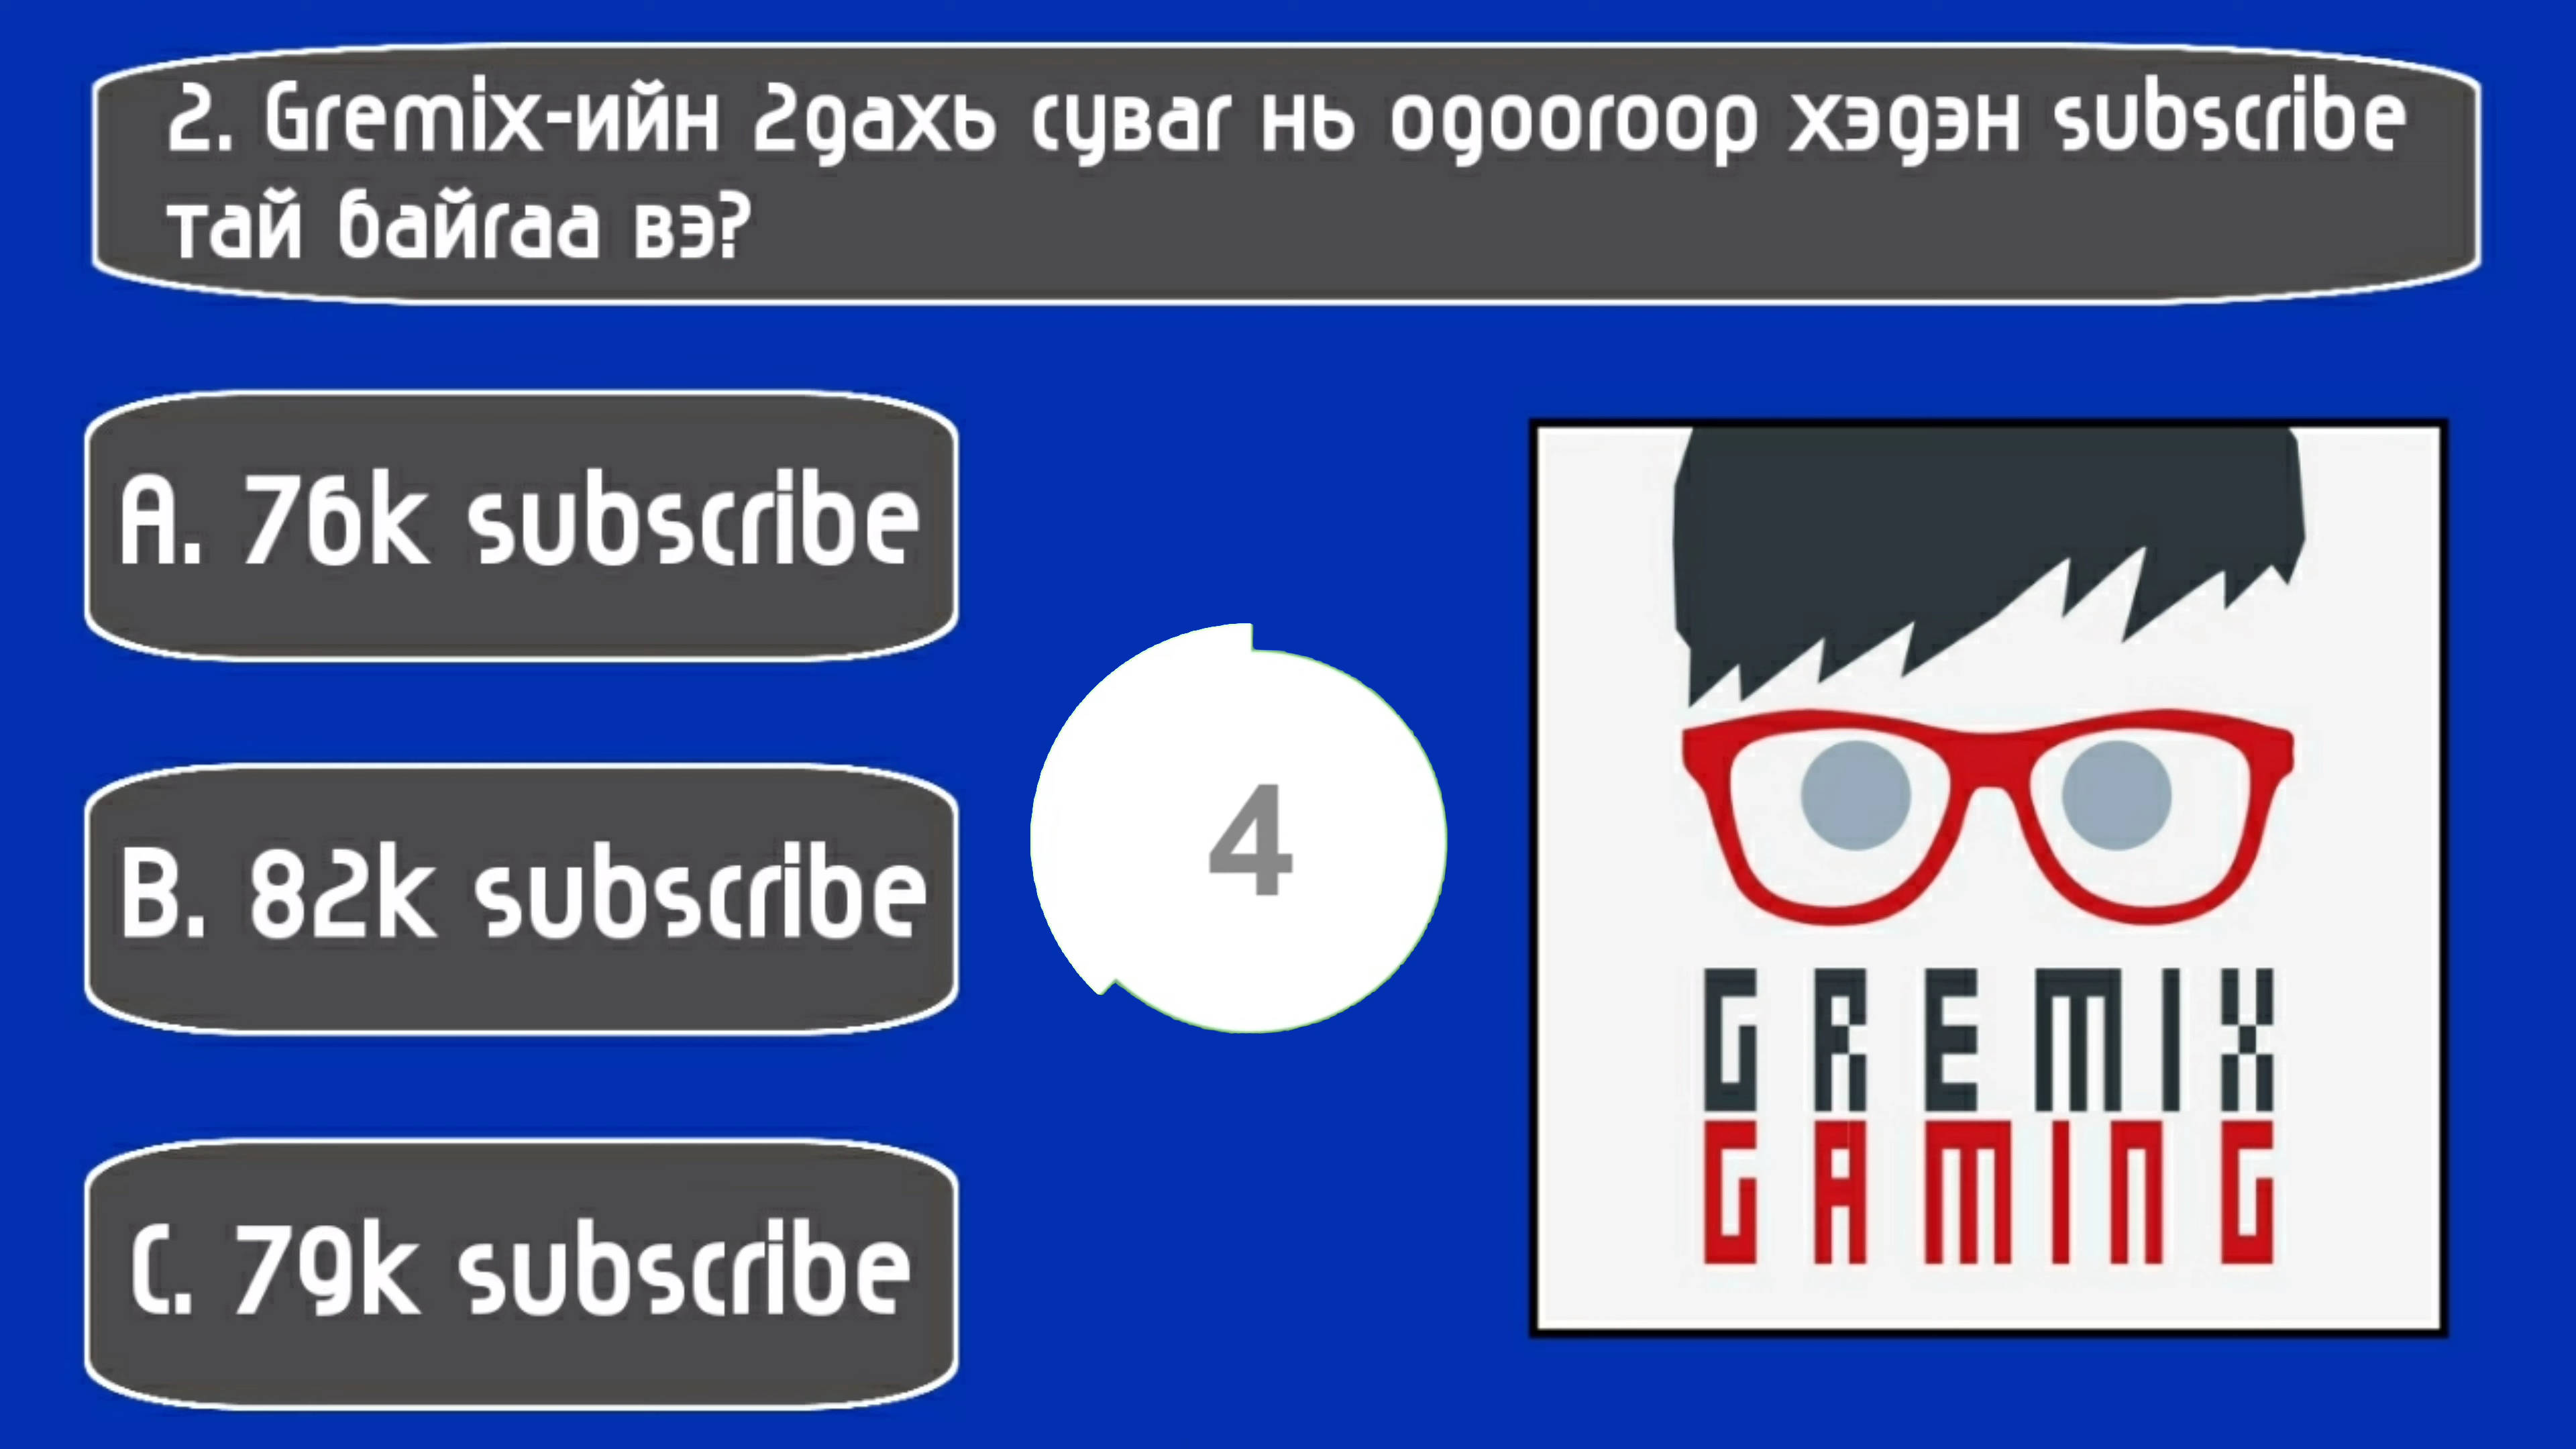 2. Gremix-ийн 2дахь суваг нь одоогоор хэдэн subscribe
тай байгаа вэ?
A. 76k subscribe
B. 82k subscribe
C. 79k subscribe
4
GREMIX
GAMING